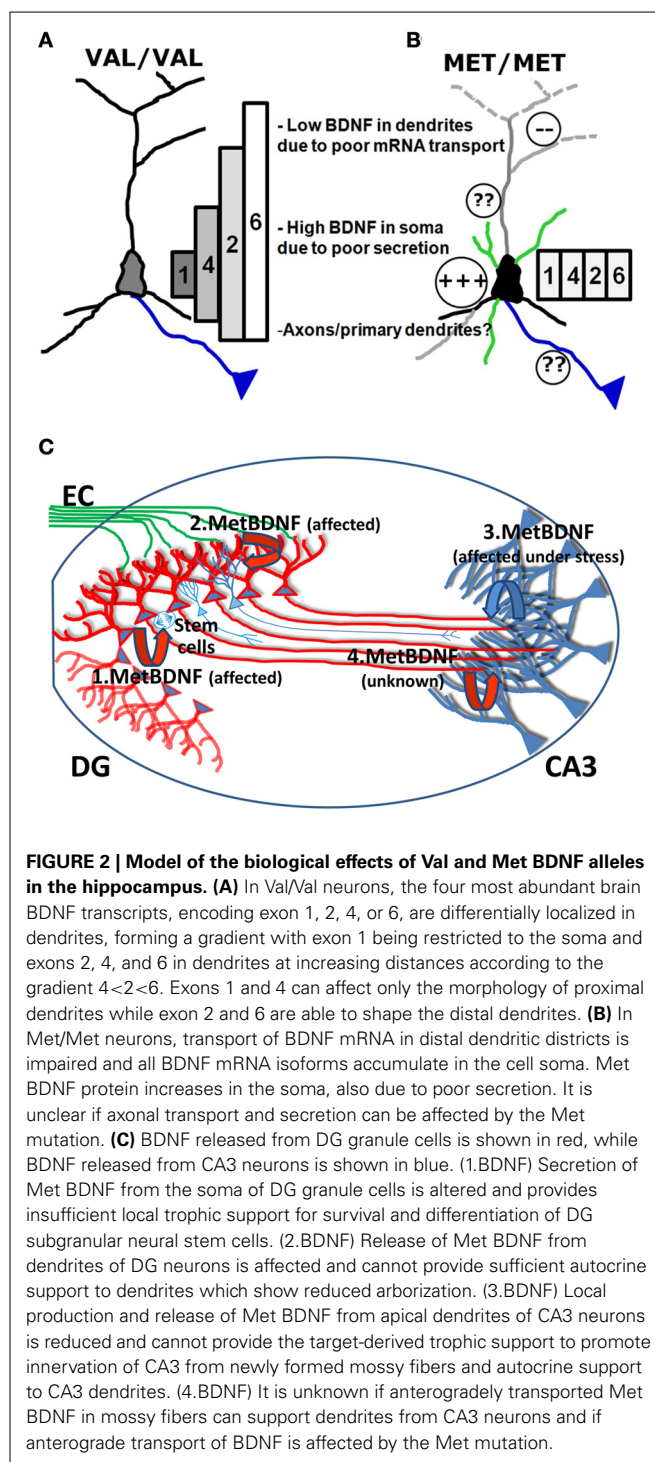 A
B
VAL/VAL
MET/MET
- Low BDNF in dendrites
due to poor mRNA transport
--
6
2
??
- High BDNF in soma
due to poor secretion
4
1
+++
1 4 2 6
-Axons/primary dendrites?
??
C
EC
2.MetBDNF (affected)
3.MetBDNF
(affected under stress)
Stem
cells
4.MetBDNF
(unknown)
1.MetBDNF (affected)
DG
CA3
FIGURE 2 | Model of the biological effects of Val and Met BDNF alleles
in the hippocampus. (A) In Val/Val neurons, the four most abundant brain
BDNF transcripts, encoding exon 1, 2, 4, or 6, are differentially localized in
dendrites, forming a gradient with exon 1 being restricted to the soma and
exons 2, 4, and 6 in dendrites at increasing distances according to the
gradient 4<2<6. Exons 1 and 4 can affect only the morphology of proximal
dendrites while exon 2 and 6 are able to shape the distal dendrites. (B) In
Met/Met neurons, transport of BDNF mRNA in distal dendritic districts is
impaired and all BDNF mRNA isoforms accumulate in the cell soma. Met
BDNF protein increases in the soma, also due to poor secretion. It is
unclear if axonal transport and secretion can be affected by the Met
mutation. (C) BDNF released from DG granule cells is shown in red, while
BDNF released from CA3 neurons is shown in blue. (1.BDNF) Secretion of
Met BDNF from the soma of DG granule cells is altered and provides
insufficient local trophic support for survival and differentiation of DG
subgranular neural stem cells. (2.BDNF) Release of Met BDNF from
dendrites of DG neurons is affected and cannot provide sufficient autocrine
support to dendrites which show reduced arborization. (3.BDNF) Local
production and release of Met BDNF from apical dendrites of CA3 neurons
is reduced and cannot provide the target-derived trophic support to promote
innervation of CA3 from newly formed mossy fibers and autocrine support
to CA3 dendrites. (4.BDNF) It is unknown if anterogradely transported Met
BDNF in mossy fibers can support dendrites from CA3 neurons and if
anterograde transport of BDNF is affected by the Met mutation.